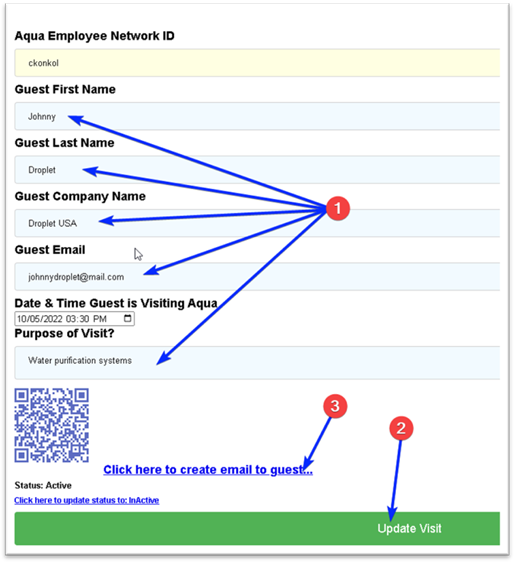 Aqua Employee Network ID
ckonkol
Guest First Name
Johnny
Guest Last Name
Droplet
Guest Company Name
Droplet USA
1
Guest Email
johnnydroplet@mail.com
Date & Time Guest is Visiting Aqua
10/05/2022 03:30 PM
Purpose of Visit?
Water purification systems
3
2
Click here to create email to guest...
Status: Active
Click here to update status to: InActive
Update Visit